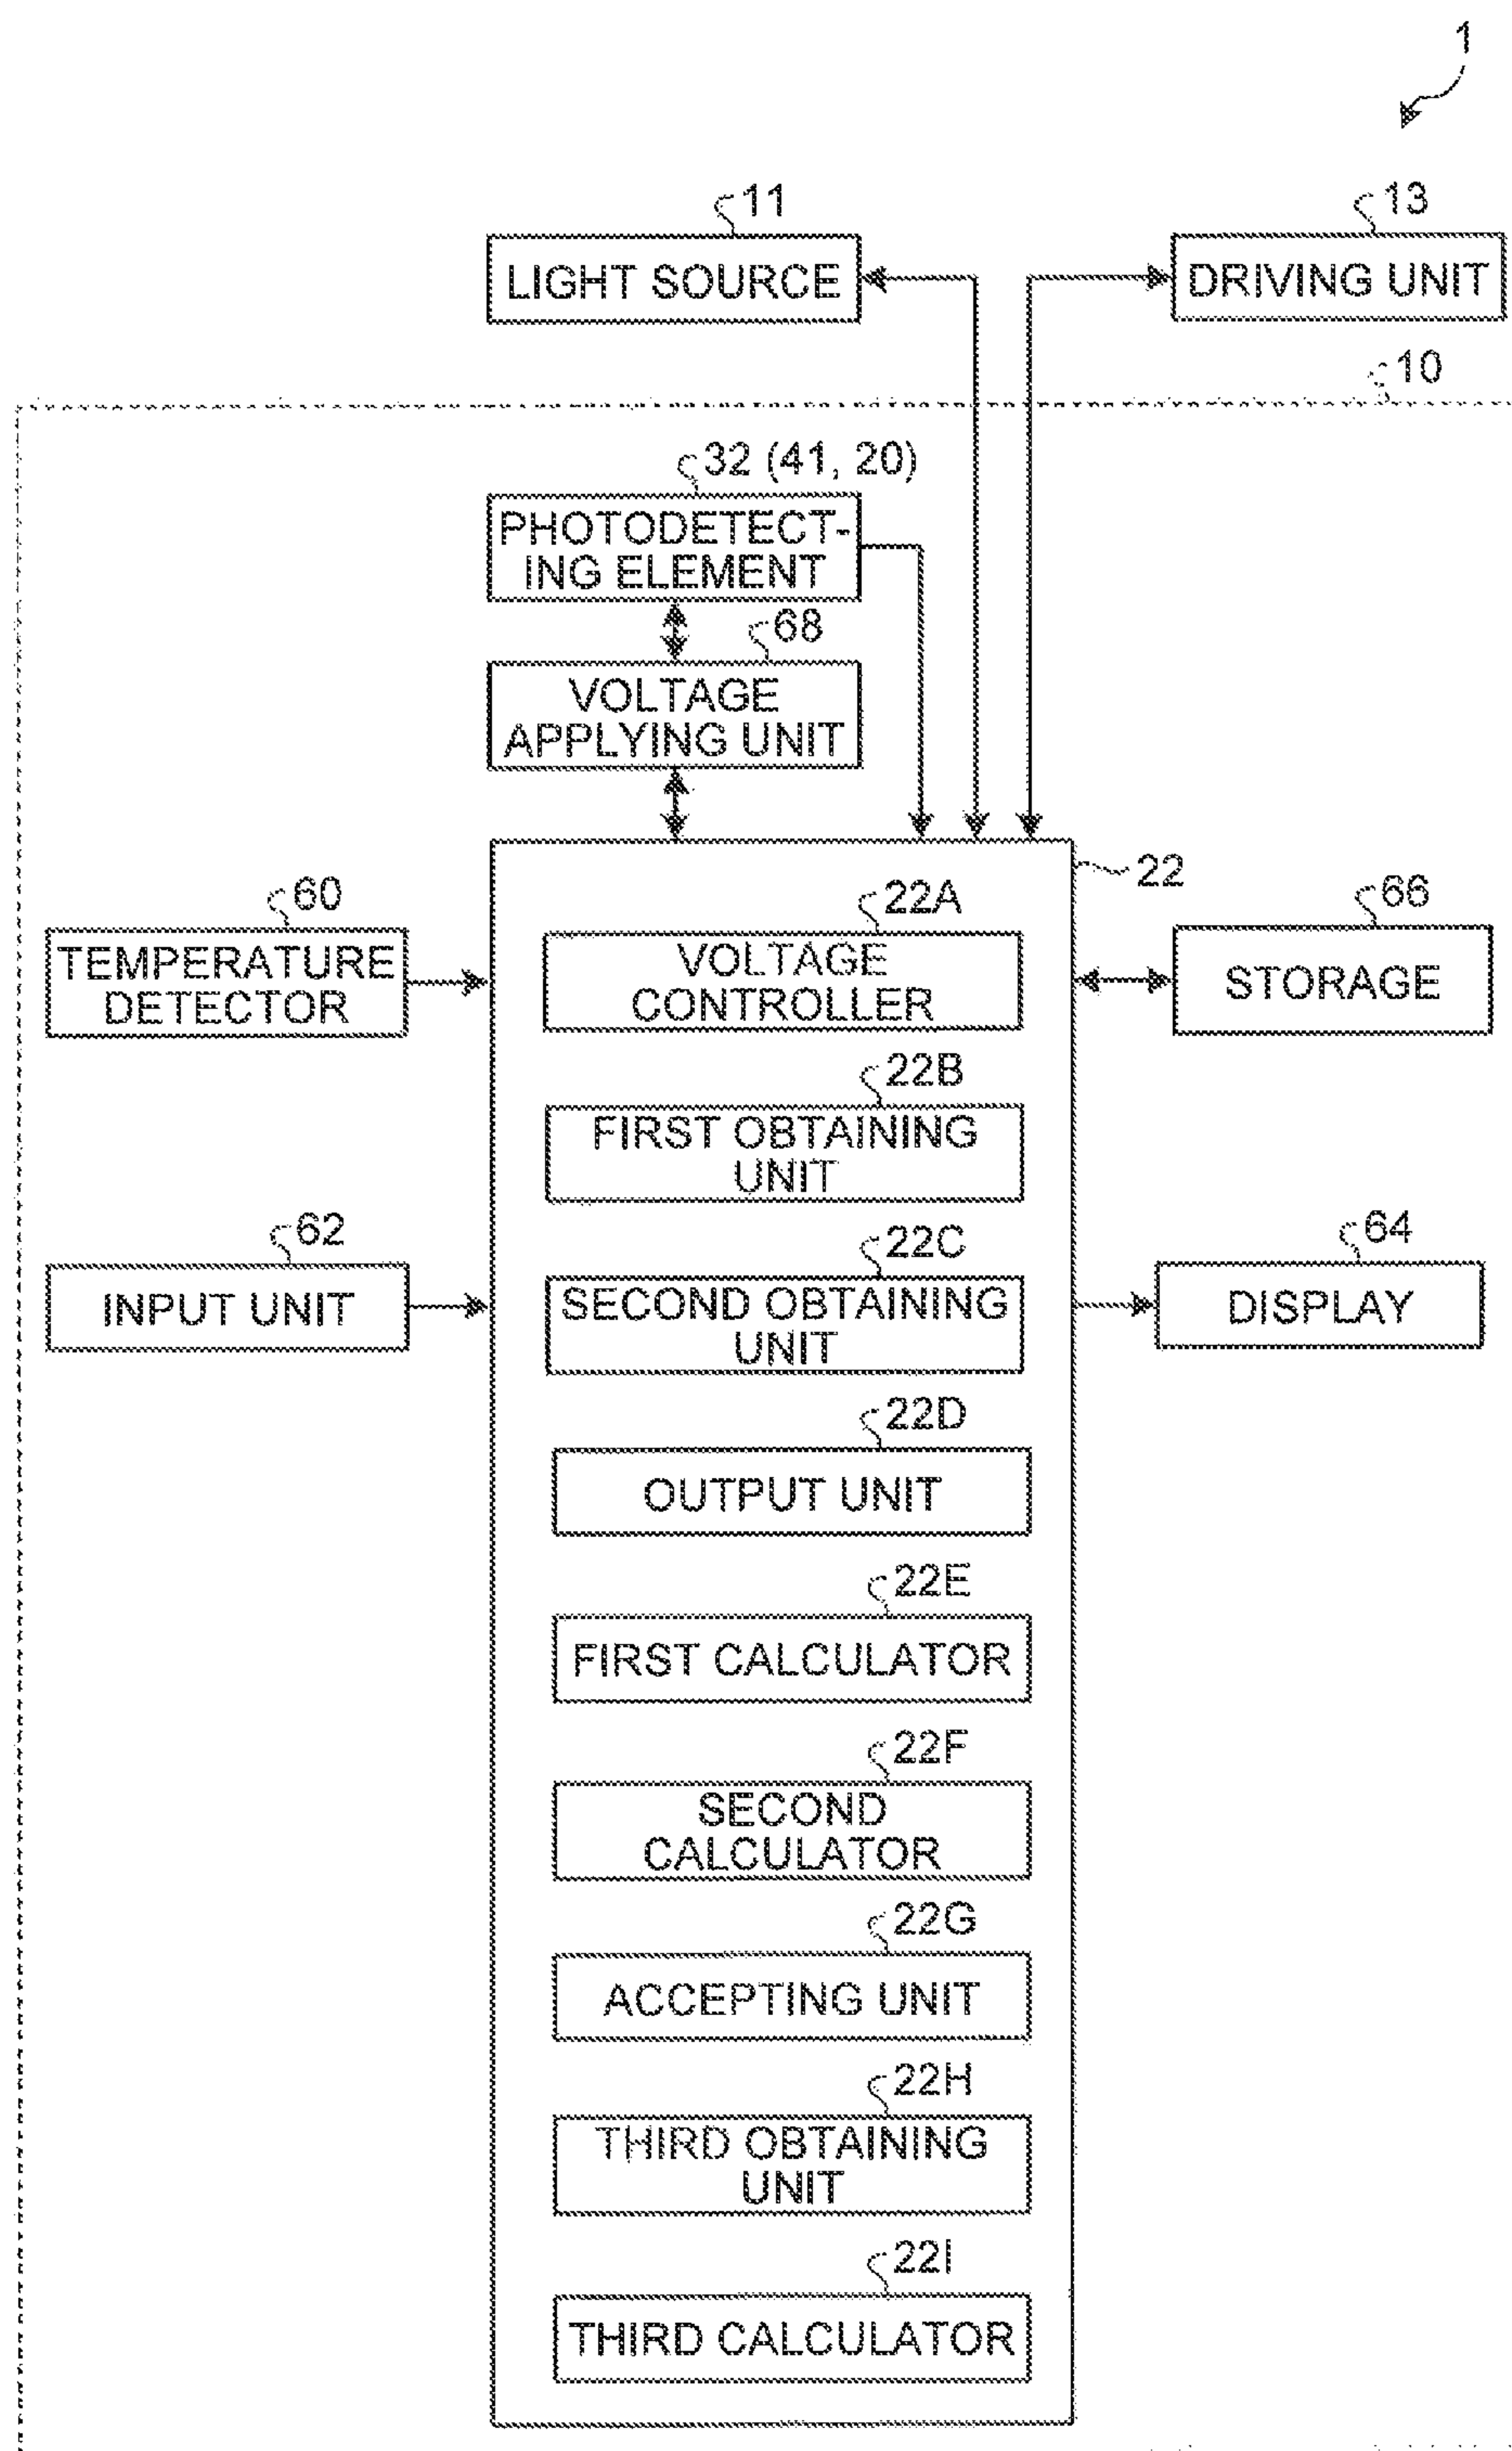 1
11
13
LIGHT SOURCE
DRIVING UNIT
10
32 (41, 20)
PHOTODETECT-
ING ELEMENT
68
VOLTAGE
APPLYING UNIT
22
60
22A
66
TEMPERATURE
DETECTOR
VOLTAGE
CONTROLLER
STORAGE
22B
FIRST OBTAINING
UNIT
62
22C
64
INPUT UNIT
SECOND OBTAINING
UNIT
DISPLAY
22D
OUTPUT UNIT
22E
FIRST CALCULATOR
22F
SECOND
CALCULATOR
22G
ACCEPTING UNIT
22H
THIRD OBTAINING
UNIT
22I
THIRD CALCULATOR